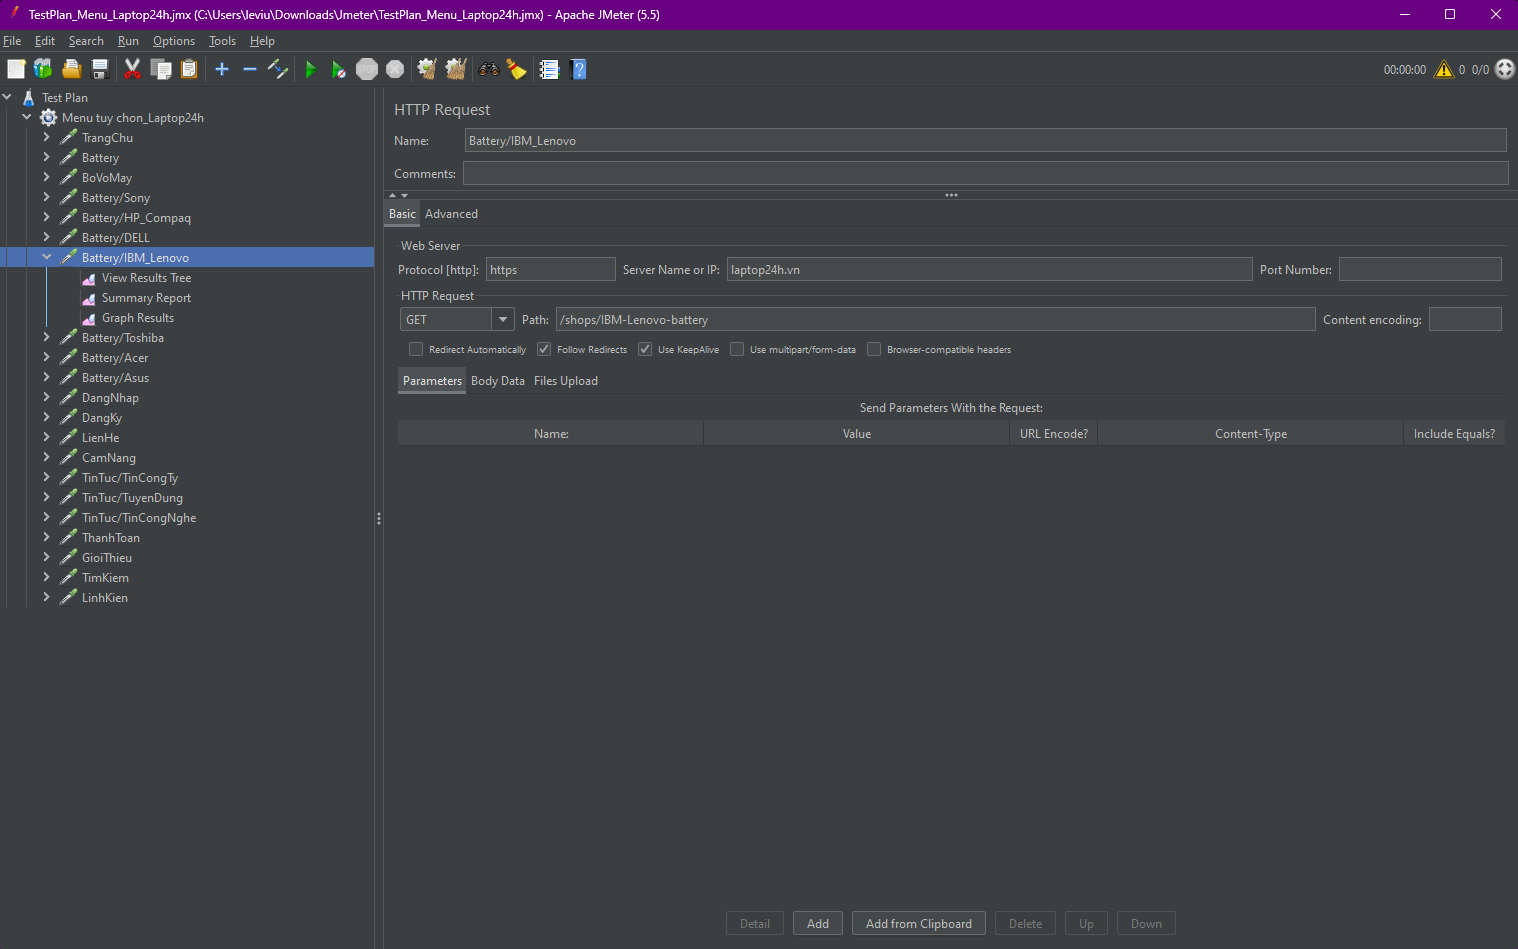 TestPlan_Menu_Laptop24h.jmx (C:\Users\leviu\Downloads\Jmeter\TestPlan_Menu_Laptop24h.jmx) - Apache JMeter (5.5)
File Edit Search Run Options Tools Help
00:00:00 0 0/0
Test Plan
Menu tuy chon_Laptop24h
TrangChu
Battery
BoVoMay
Battery/Sony
Battery/HP_Compaq
Battery/DELL
Battery/IBM_Lenovo
View Results Tree
Summary Report
Graph Results
Battery/Toshiba
Battery/Acer
Battery/Asus
DangNhap
DangKy
LienHe
CamNang
TinTuc/TinCongTy
TinTuc/TuyenDung
TinTuc/TinCongNghe
ThanhToan
GioiThieu
TimKiem
LinhKien
HTTP Request
Name: Battery/IBM_Lenovo
Comments:
Basic Advanced
Web Server
Protocol [http]: https Server Name or IP: laptop24h.vn Port Number:
HTTP Request
GET Path: /shops/IBM-Lenovo-battery Content encoding:
Redirect Automatically Follow Redirects Use KeepAlive Use multipart/form-data Browser-compatible headers
Parameters Body Data Files Upload
Send Parameters With the Request:
Name: Value URL Encode? Content-Type Include Equals?
Detail Add Add from Clipboard Delete Up Down